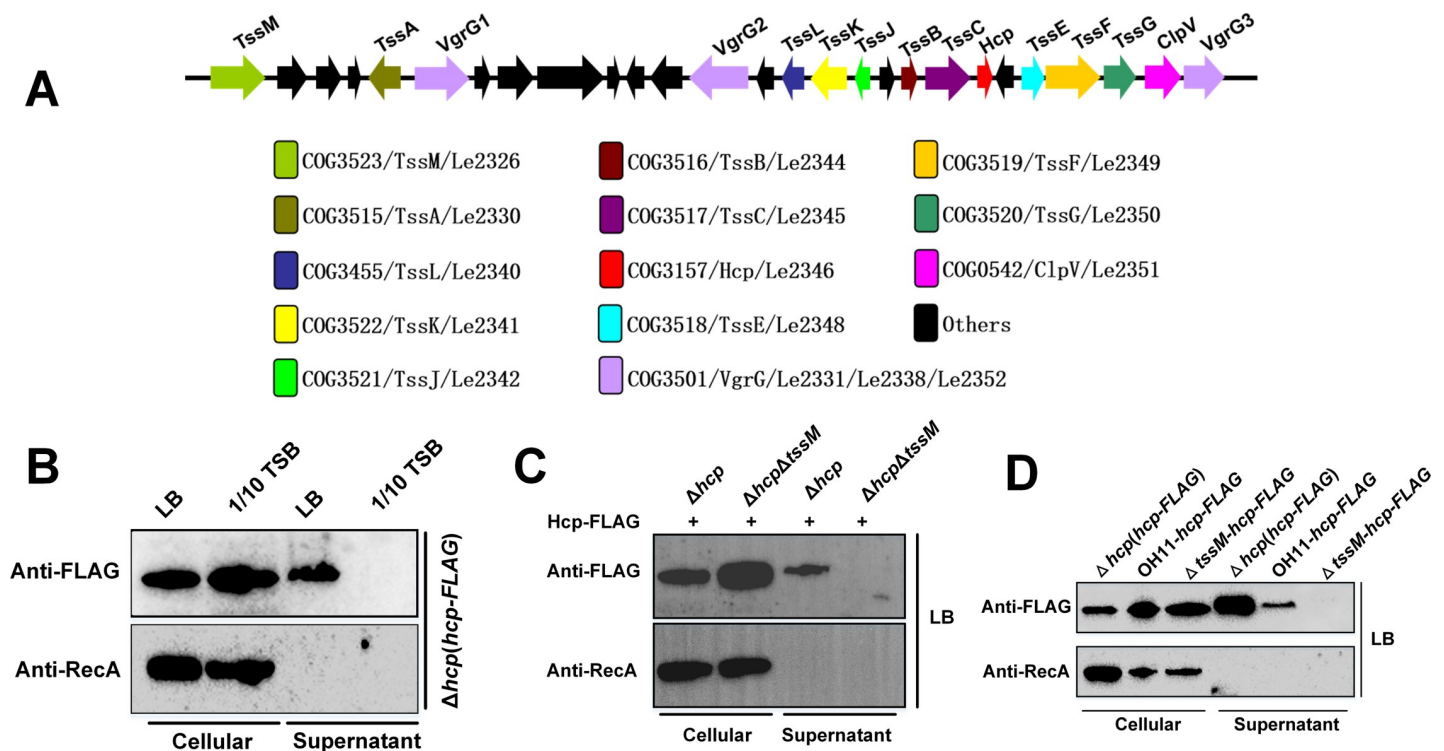 A
TssM TssA VgrG1 VgrG2 TssL TssK TssJ TssB TssC Hcp TssE TssF TssG ClpV VgrG3
COG3523/TssM/Le2326 COG3516/TssB/Le2344 COG3519/TssF/Le2349
COG3515/TssA/Le2330 COG3517/TssC/Le2345 COG3520/TssG/Le2350
COG3455/TssL/Le2340 COG3157/Hcp/Le2346 COG0542/ClpV/Le2351
COG3522/TssK/Le2341 COG3518/TssE/Le2348 Others
COG3521/TssJ/Le2342 COG3501/VgrG/Le2331/Le2338/Le2352
B
LB 1/10 TSB LB 1/10 TSB
Anti-FLAG
Anti-RecA
Δhcp(hcp-FLAG)
Cellular Supernatant
C
Δhcp ΔhcpΔtssM Δhcp ΔhcpΔtssM
Hcp-FLAG + + + +
Anti-FLAG
Anti-RecA
LB
Cellular Supernatant
D
Δhcp(hcp-FLAG) OH11-hcp-FLAG ΔtssM-hcp-FLAG Δhcp(hcp-FLAG) OH11-hcp-FLAG ΔtssM-hcp-FLAG
Anti-FLAG
Anti-RecA
LB
Cellular Supernatant